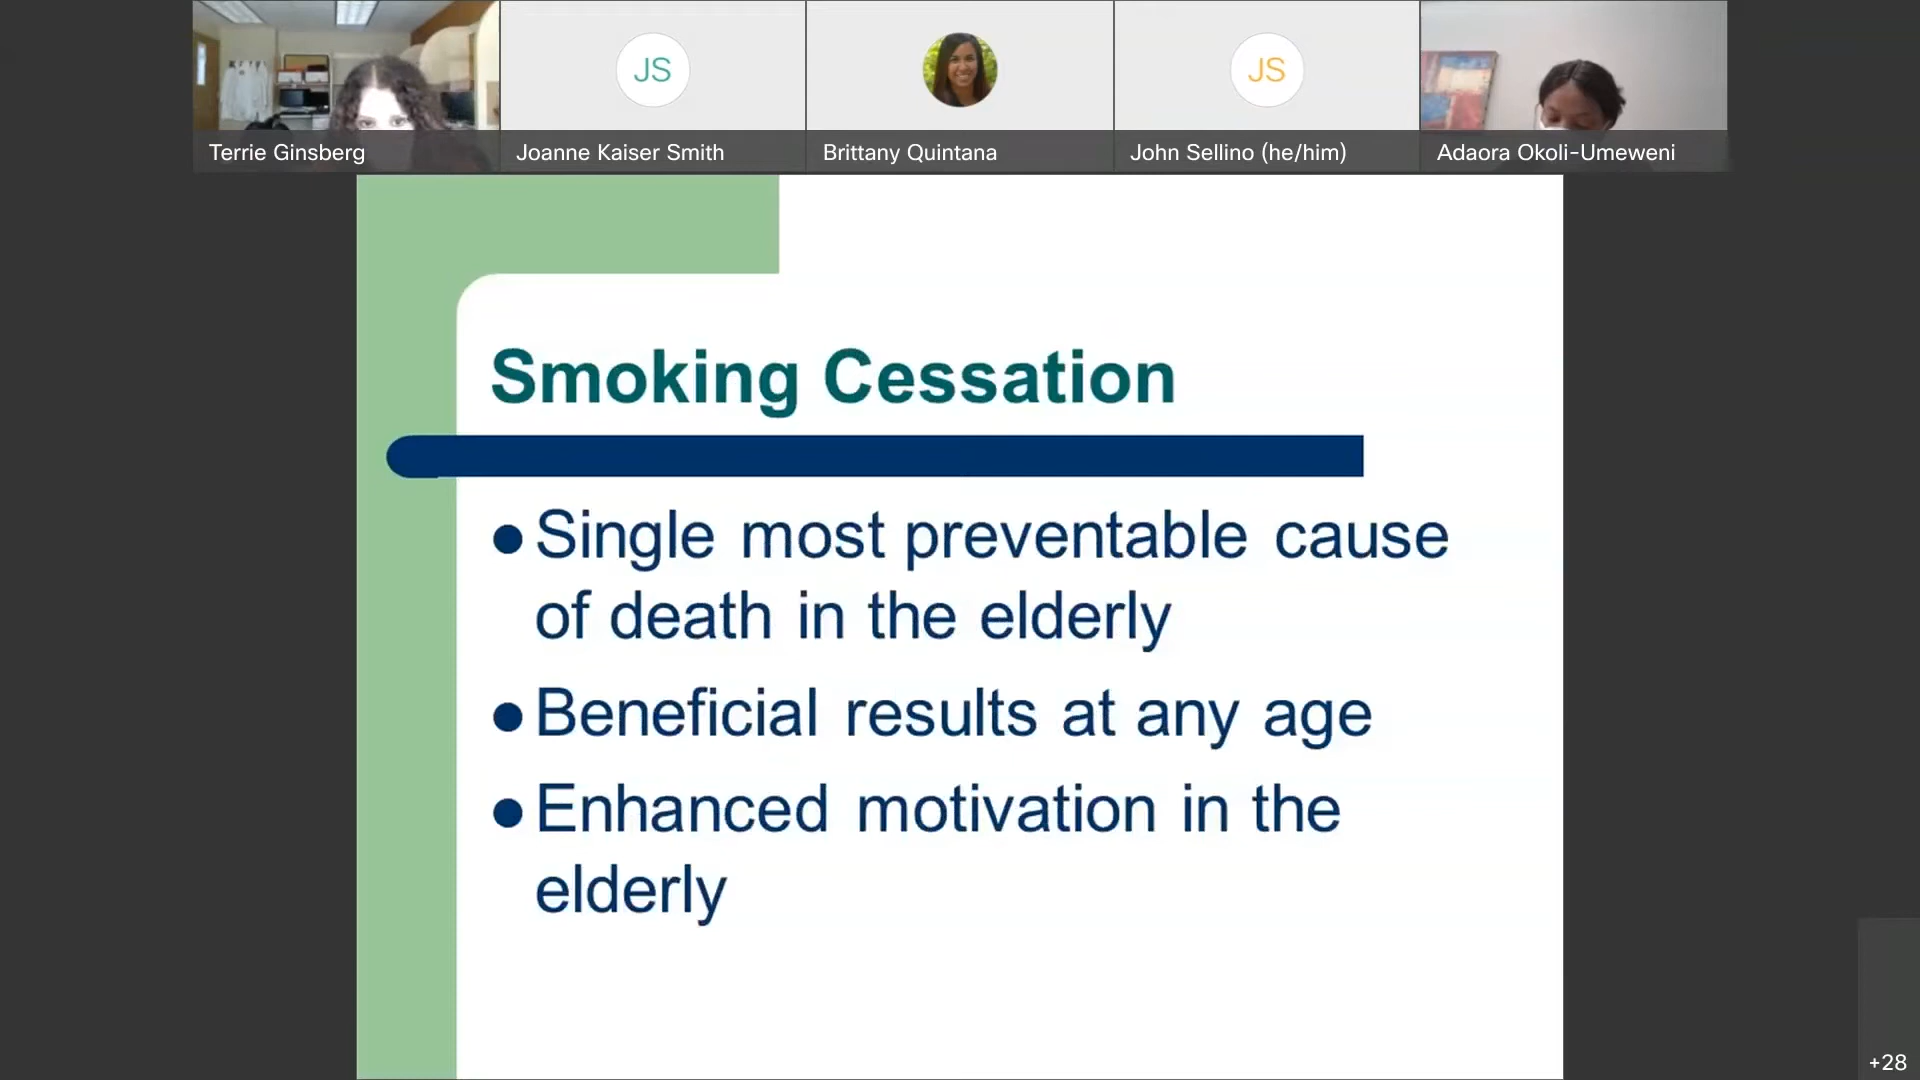 Terrie Ginsberg
JS
Joanne Kaiser Smith
Brittany Quintana
JS
John Sellino (he/him)
Adaora Okoli-Umeweni
Smoking Cessation
● Single most preventable cause
of death in the elderly
● Beneficial results at any age
● Enhanced motivation in the
elderly
+28